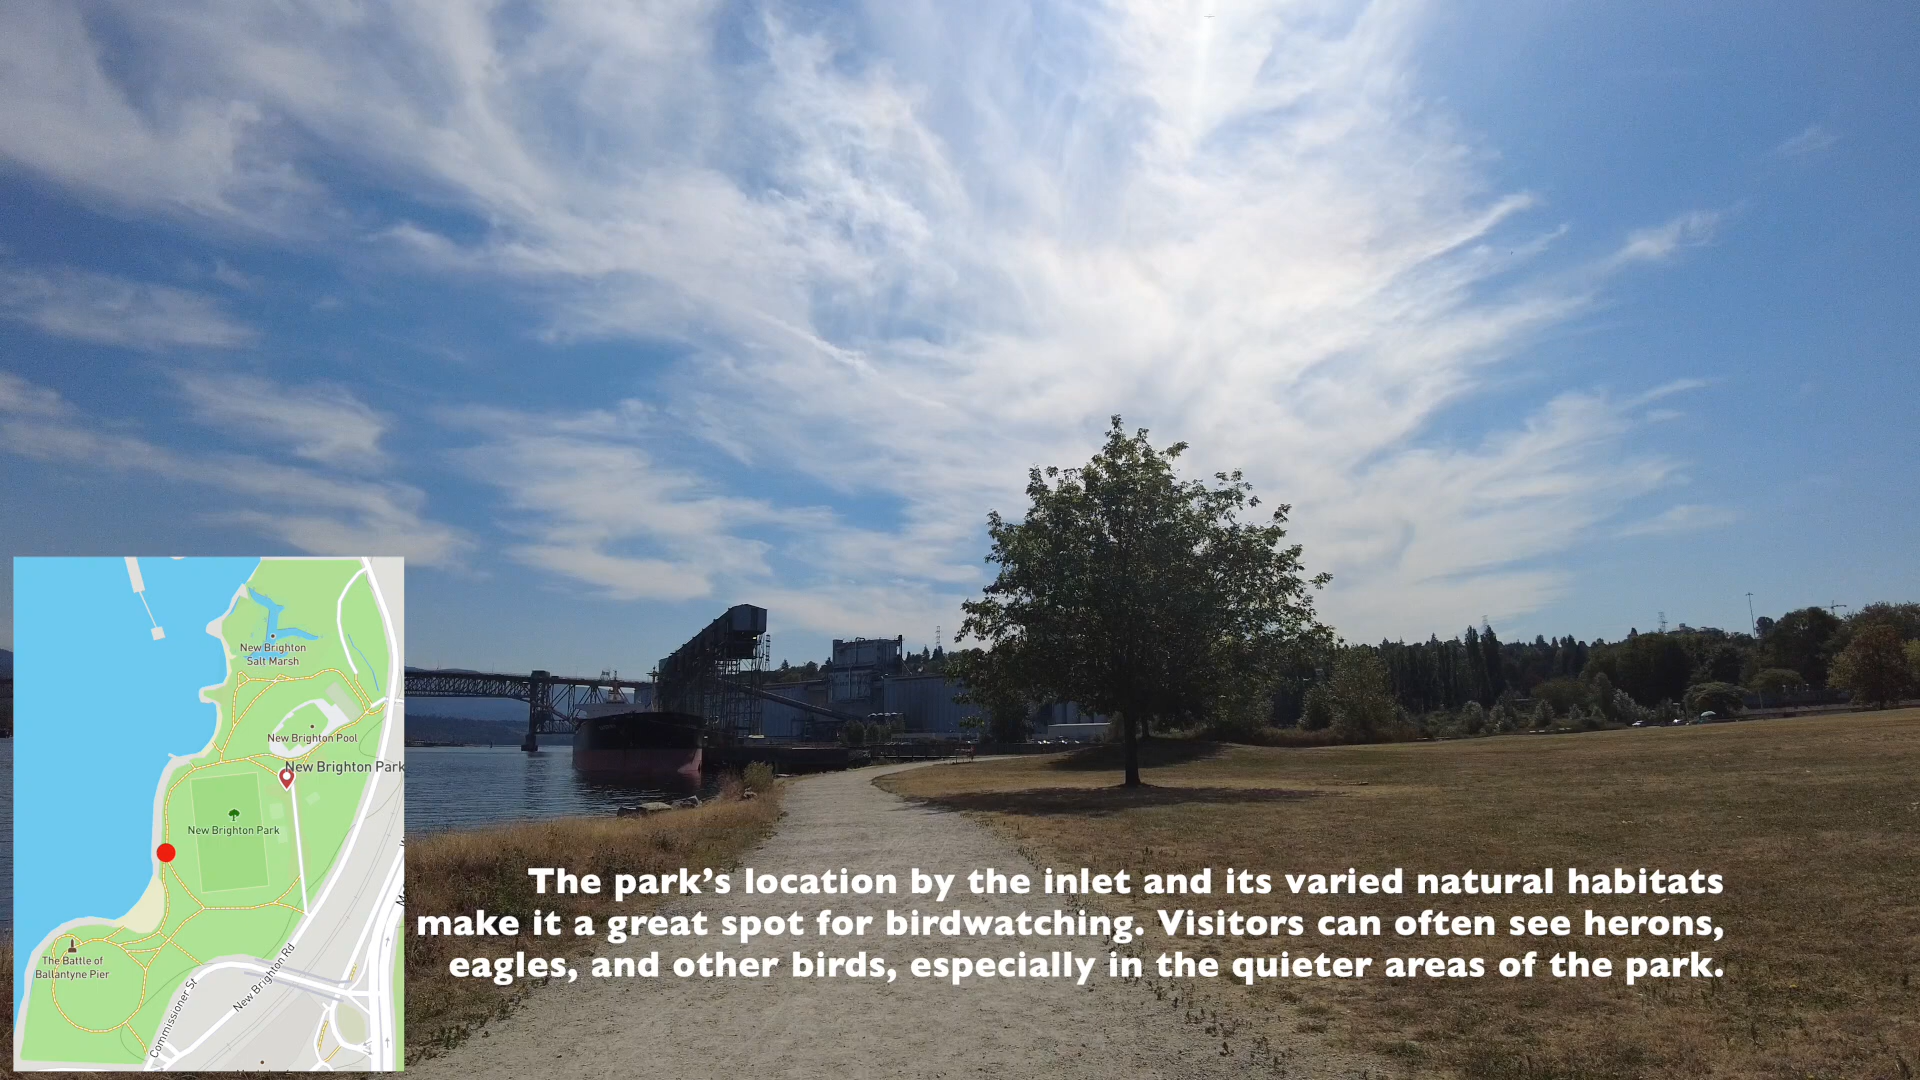 New Brighton
Salt Marsh
New Brighton Pool
New Brighton Park
New Brighton Park
The Battle of
Ballantyne Pier
New Brighton Rd
Commissioner St
The park’s location by the inlet and its varied natural habitats
make it a great spot for birdwatching. Visitors can often see herons,
eagles, and other birds, especially in the quieter areas of the park.